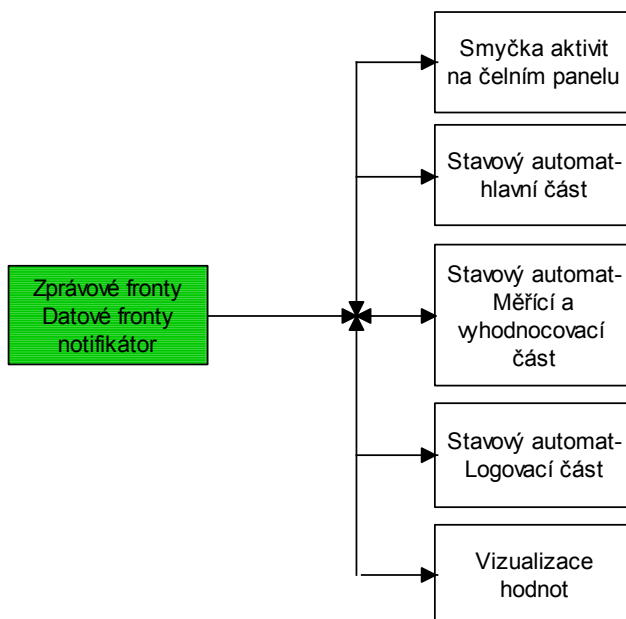 Smyčka aktivit
na čelním panelu
Stavový automat-
hlavní část
Zprávové fronty
Datové fronty
notifikátor
Stavový automat-
Měřící a
vyhodnocovací
část
Stavový automat-
Logovací část
Vizualizace
hodnot